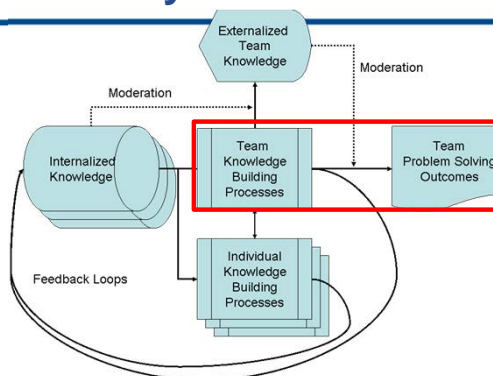 Externalized
Team
Knowledge
Moderation
Moderation
Internalized
Knowledge
Team
Knowledge
Building
Processes
Team
Problem Solving
Outcomes
Individual
Knowledge
Building
Processes
Feedback Loops